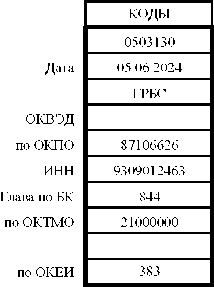 КОДЫ
0503130
Дата 05.06.2024
ГРБС
ОКВЭД
по ОКПО 87106626
ИНН 9309012463
Глава по БК 844
по ОКТМО 21000000
по ОКЕИ 383